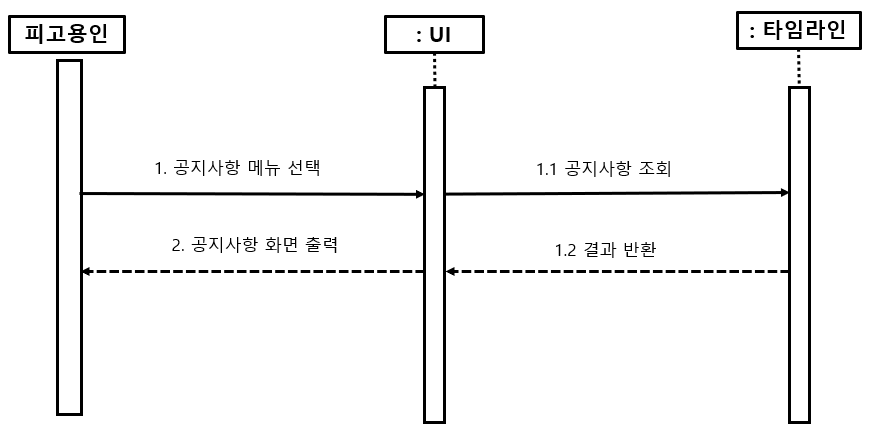 피고용인
: UI
: 타임라인
1. 공지사항 메뉴 선택
1.1 공지사항 조회
2. 공지사항 화면 출력
1.2 결과 반환